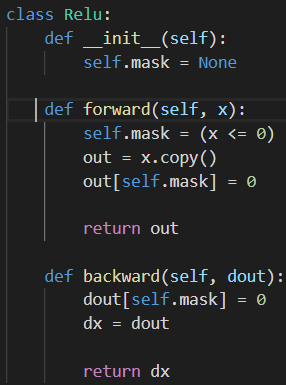 class Relu:
    def __init__(self):
        self.mask = None

    def forward(self, x):
        self.mask = (x <= 0)
        out = x.copy()
        out[self.mask] = 0

        return out

    def backward(self, dout):
        dout[self.mask] = 0
        dx = dout

        return dx